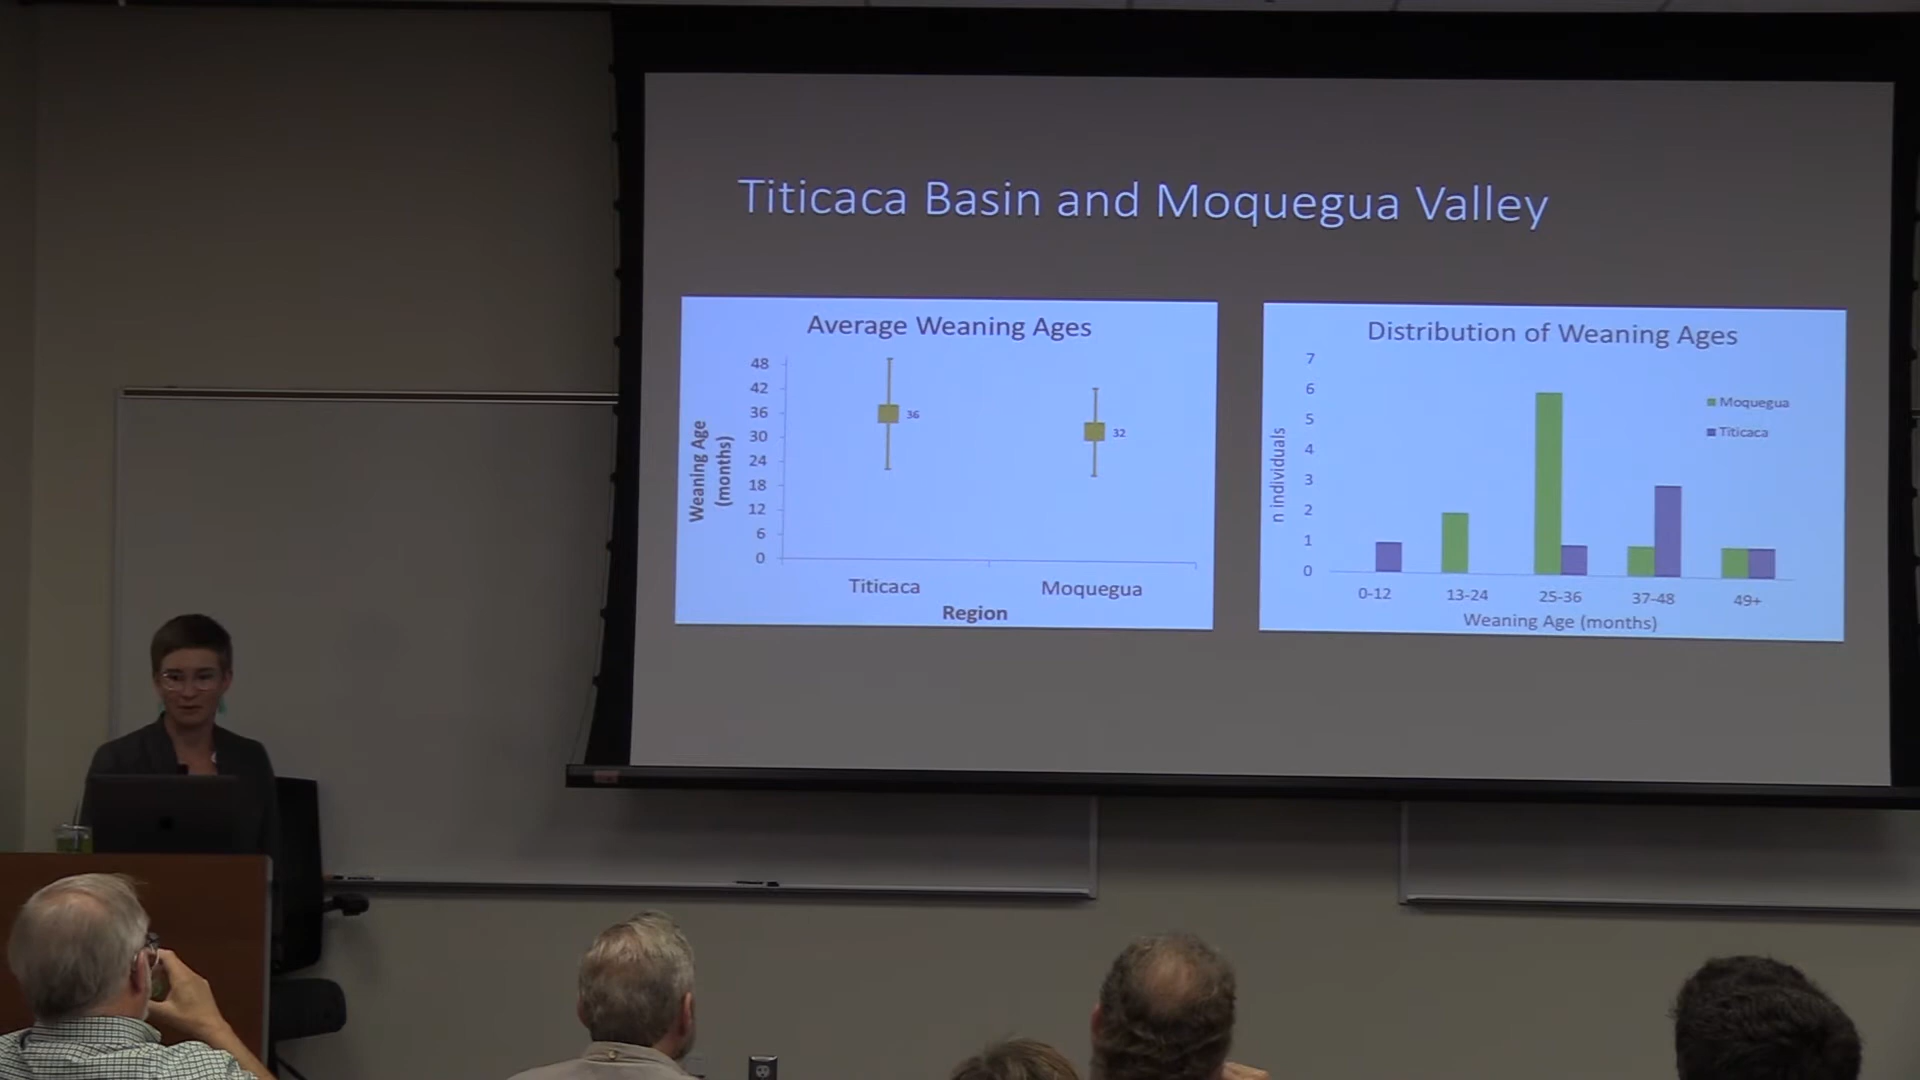 Titicaca Basin and Moquegua Valley
Average Weaning Ages
48
42
36
30
24
18
12
6
0
Weaning Age
(months)
36
32
Titicaca
Moquegua
Region
Distribution of Weaning Ages
7
6
5
4
3
2
1
0
n individuals
Moquegua
Titicaca
0-12
13-24
25-36
37-48
49+
Weaning Age (months)